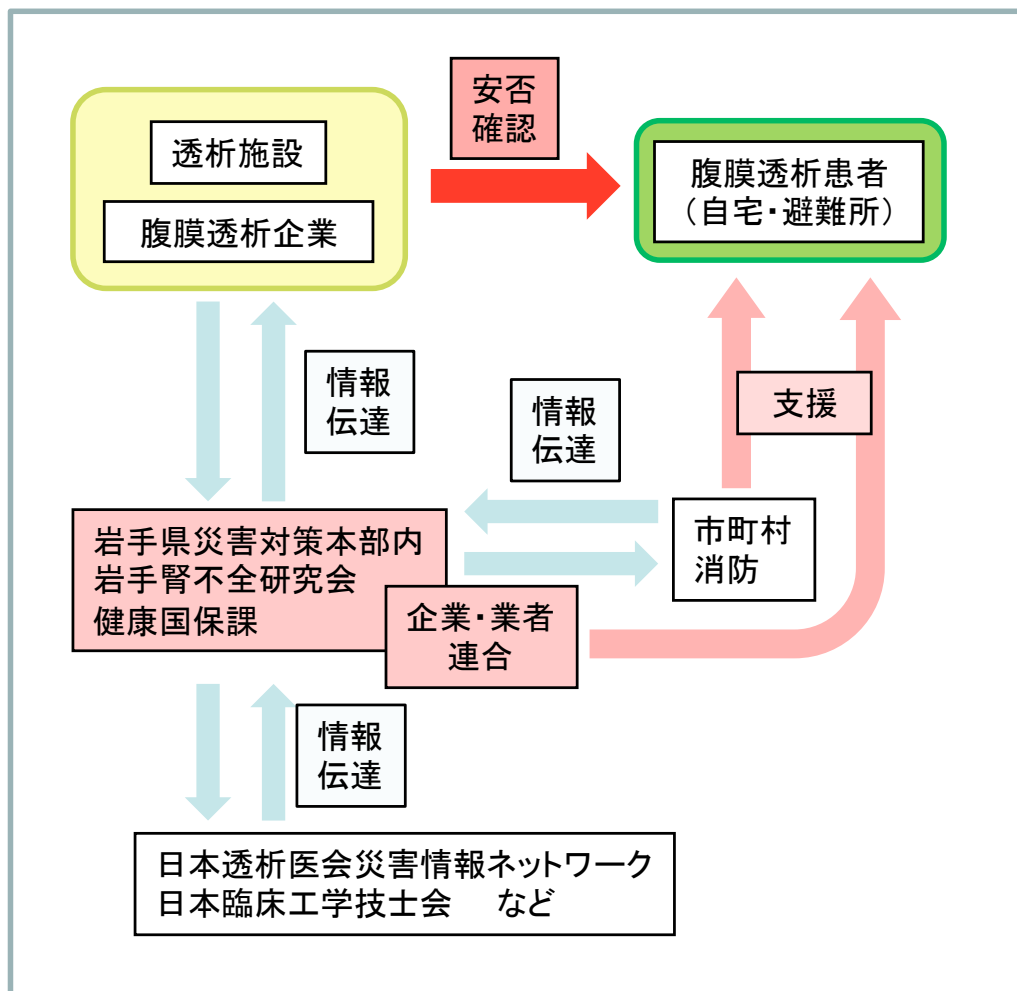 安否
確認
透析施設
腹膜透析企業
腹膜透析患者
(自宅・避難所)
情報
伝達
情報
伝達
支援
市町村
消防
岩手県災害対策本部内
岩手腎不全研究会
健康国保課
企業・業者
連合
情報
伝達
日本透析医会災害情報ネットワーク
日本臨床工学技士会 など